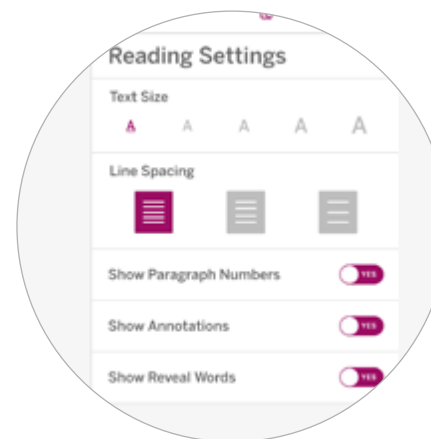 Reading Settings
Text Size
A A A A A
Line Spacing
Show Paragraph Numbers YES
Show Annotations YES
Show Reveal Words YES